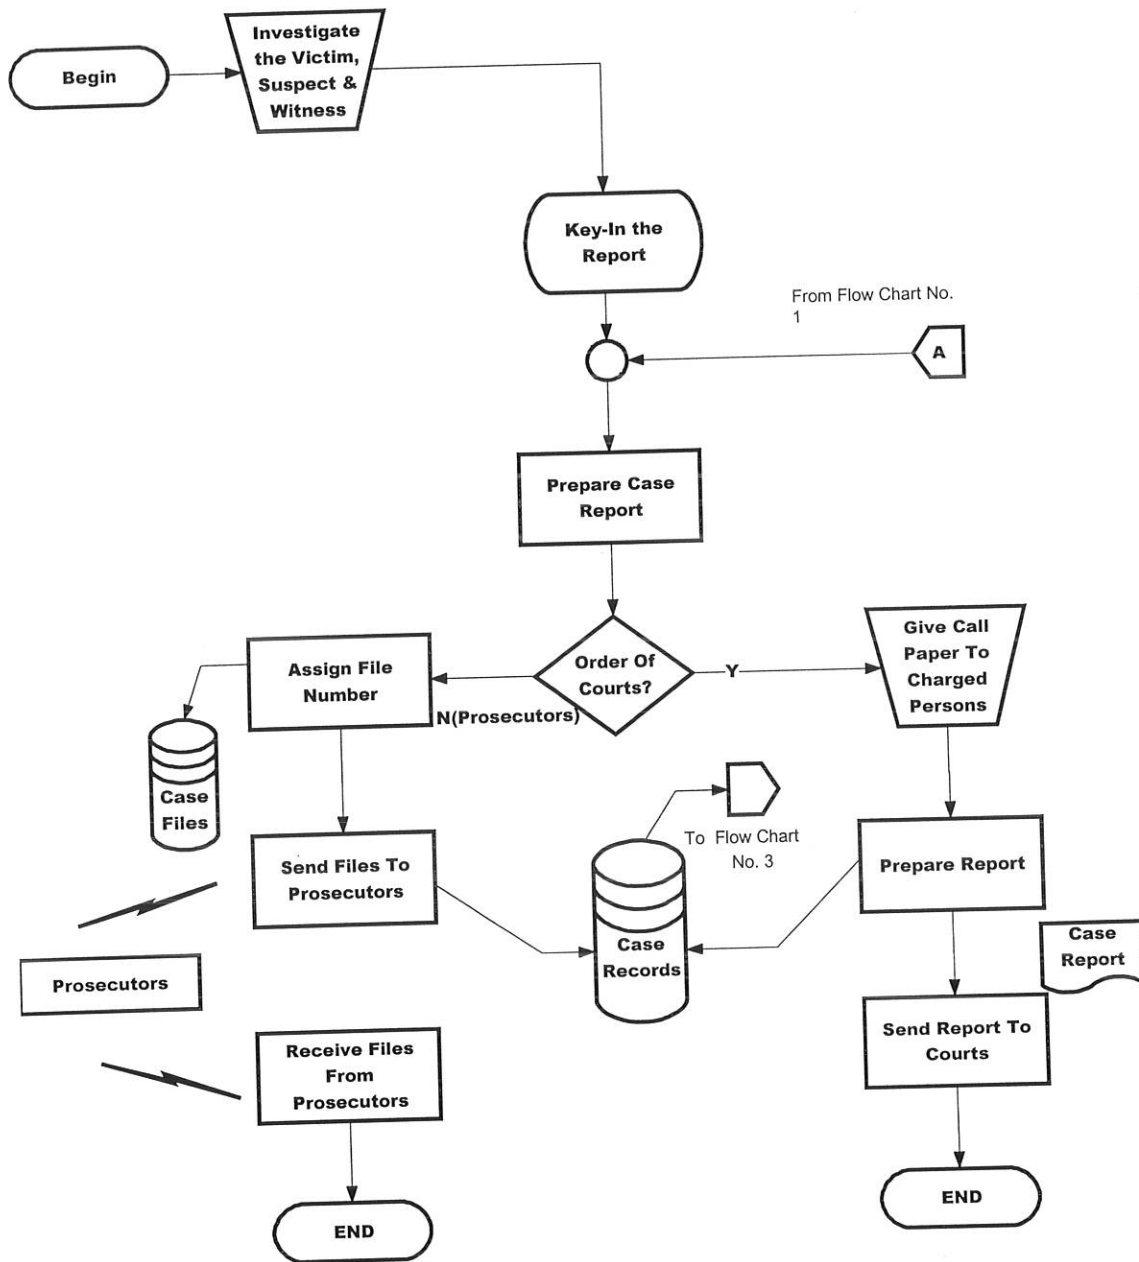 Begin
Investigate
the Victim,
Suspect &
Witness
Key-In the
Report
From Flow Chart No.
1
A
Prepare Case
Report
Order Of
Courts?
N(Prosecutors)
Y
Assign File
Number
Give Call
Paper To
Charged
Persons
Case
Files
To Flow Chart
No. 3
Send Files To
Prosecutors
Case
Records
Prepare Report
Case
Report
Prosecutors
Send Report To
Courts
Receive Files
From
Prosecutors
END
END